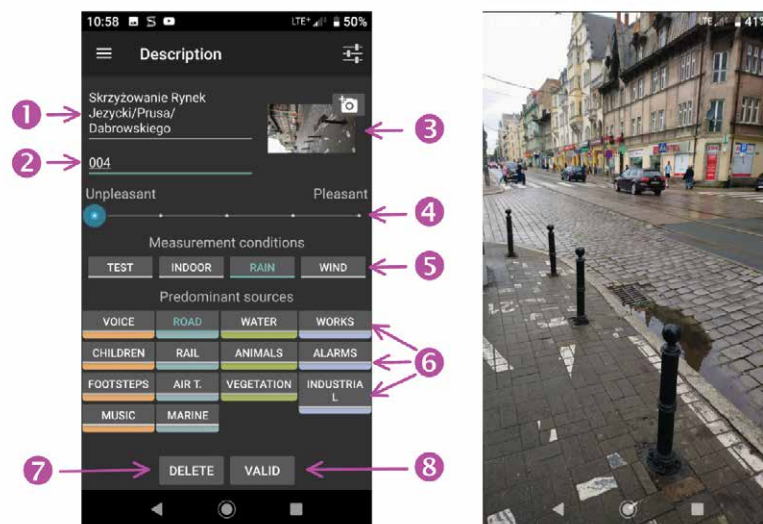 10:58 LTE+ 50%
Description
1
Skrzyżowanie Rynek
Jezycki/Prusa/
Dabrowskiego
3
2
004
Unpleasant Pleasant
4
Measurement conditions
TEST INDOOR RAIN WIND
5
Predominant sources
VOICE ROAD WATER WORKS
6
CHILDREN RAIL ANIMALS ALARMS
FOOTSTEPS AIR T. VEGETATION INDUSTRIA
L
MUSIC MARINE
7
DELETE VALID
8
LTE 41%